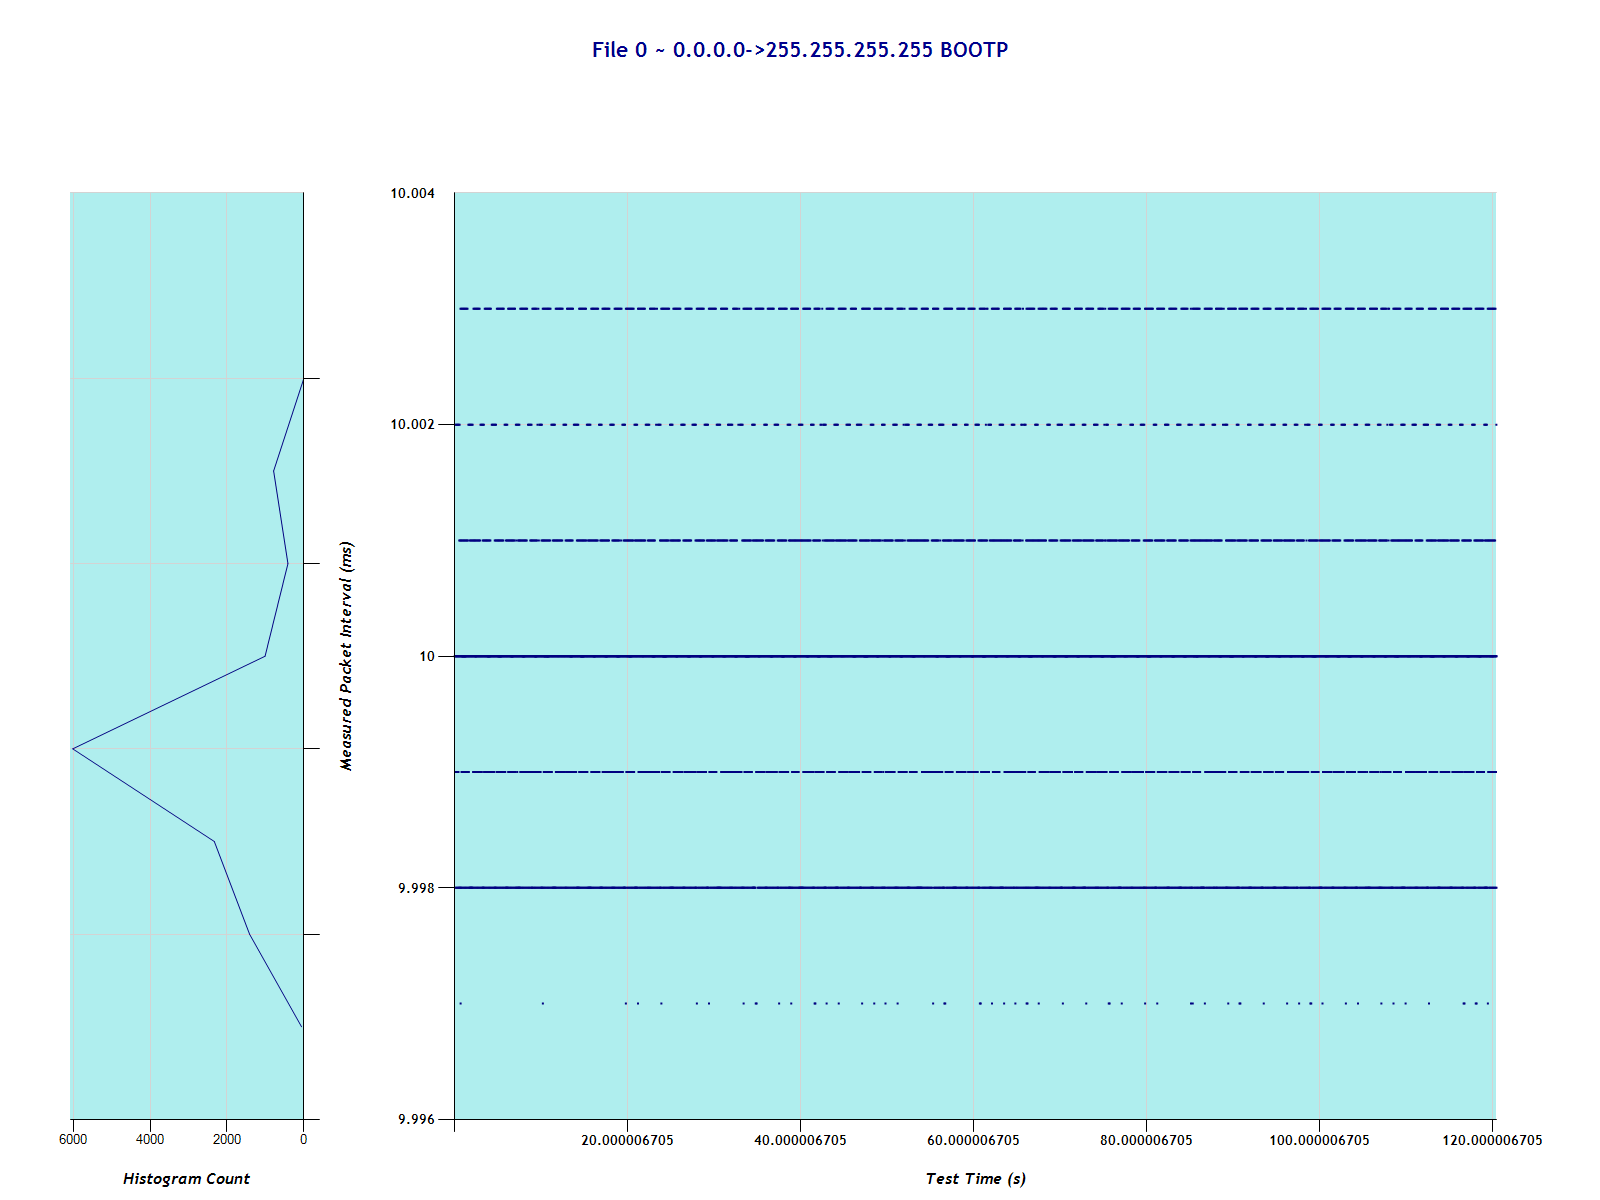 File 0 ~ 0.0.0.0->255.255.255.255 BOOTP
10.004
10.002
10
9.998
9.996
Measured Packet Interval (ms)
6000 4000 2000 0
20.000006705 40.000006705 60.000006705 80.000006705 100.000006705 120.000006705
Histogram Count
Test Time (s)